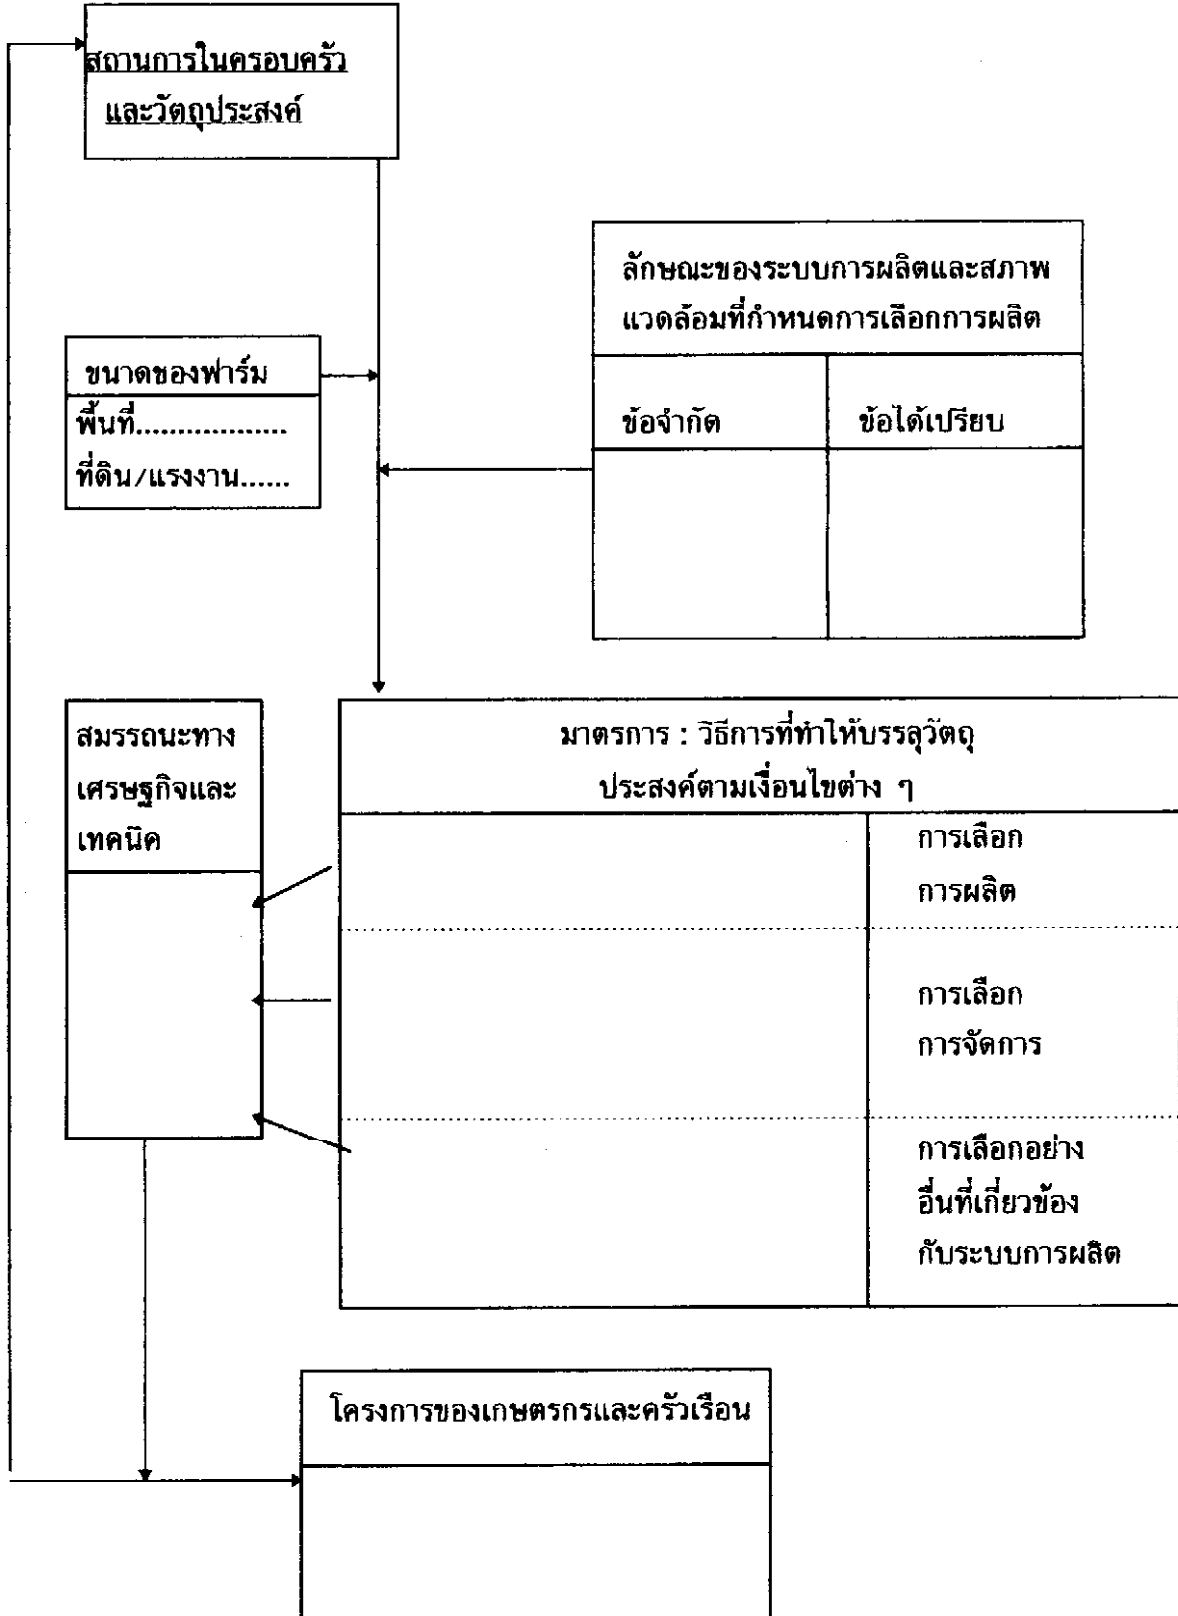 สถานการในครอบครัว
และวัตถุประสงค์
ลักษณะของระบบการผลิตและสภาพ
แวดล้อมที่กำหนดการเลือกการผลิต
ข้อจำกัด
ข้อได้เปรียบ
ขนาดของฟาร์ม
พื้นที่..................
ที่ดิน/แรงงาน......
สมรรถนะทาง
เศรษฐกิจและ
เทคนิค
มาตรการ : วิธีการที่ทำให้บรรลุวัตถุ
ประสงค์ตามเงื่อนไขต่าง ๆ
การเลือก
การผลิต
การเลือก
การจัดการ
การเลือกอย่าง
อื่นที่เกี่ยวข้อง
กับระบบการผลิต
โครงการของเกษตรกรและครัวเรือน